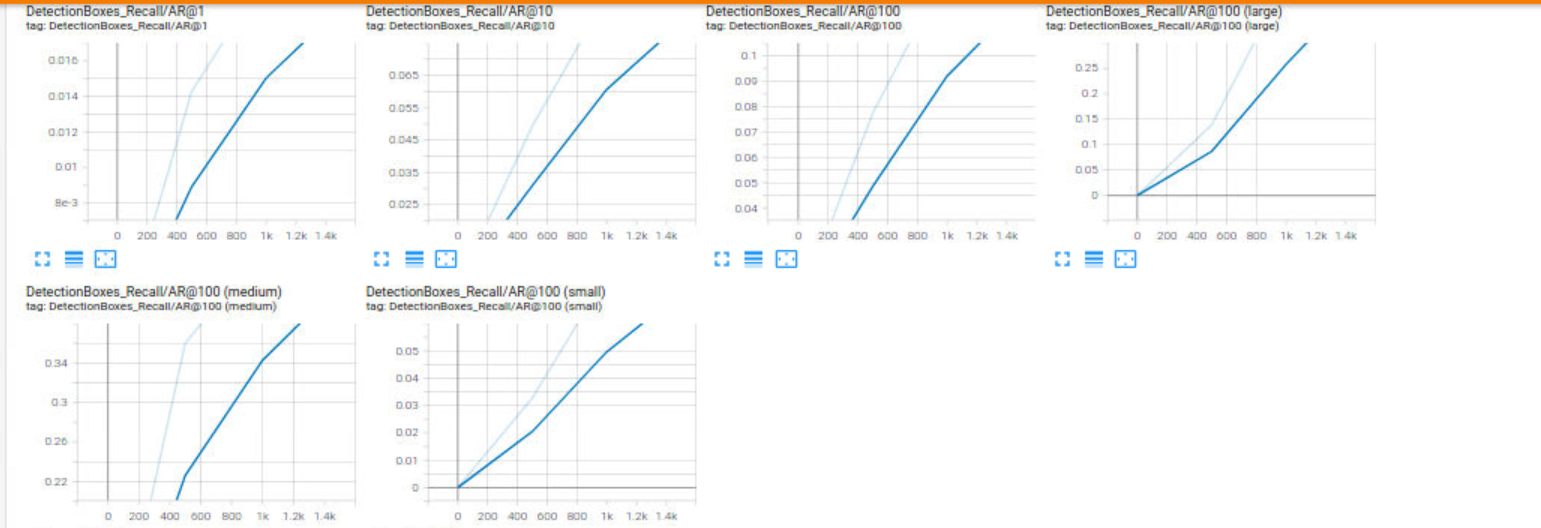 DetectionBoxes_Recall/AR@1
tag: DetectionBoxes_Recall/AR@1
0.016
0.014
0.012
0.01
8e-3
0 200 400 600 800 1k 1.2k 1.4k
DetectionBoxes_Recall/AR@10
tag: DetectionBoxes_Recall/AR@10
0.065
0.055
0.045
0.035
0.025
0 200 400 600 800 1k 1.2k 1.4k
DetectionBoxes_Recall/AR@100
tag: DetectionBoxes_Recall/AR@100
0.1
0.09
0.08
0.07
0.06
0.05
0.04
0 200 400 600 800 1k 1.2k 1.4k
DetectionBoxes_Recall/AR@100 (large)
tag: DetectionBoxes_Recall/AR@100 (large)
0.25
0.2
0.15
0.1
0.05
0
0 200 400 600 800 1k 1.2k 1.4k
DetectionBoxes_Recall/AR@100 (medium)
tag: DetectionBoxes_Recall/AR@100 (medium)
0.34
0.3
0.26
0.22
0 200 400 600 800 1k 1.2k 1.4k
DetectionBoxes_Recall/AR@100 (small)
tag: DetectionBoxes_Recall/AR@100 (small)
0.05
0.04
0.03
0.02
0.01
0
0 200 400 600 800 1k 1.2k 1.4k